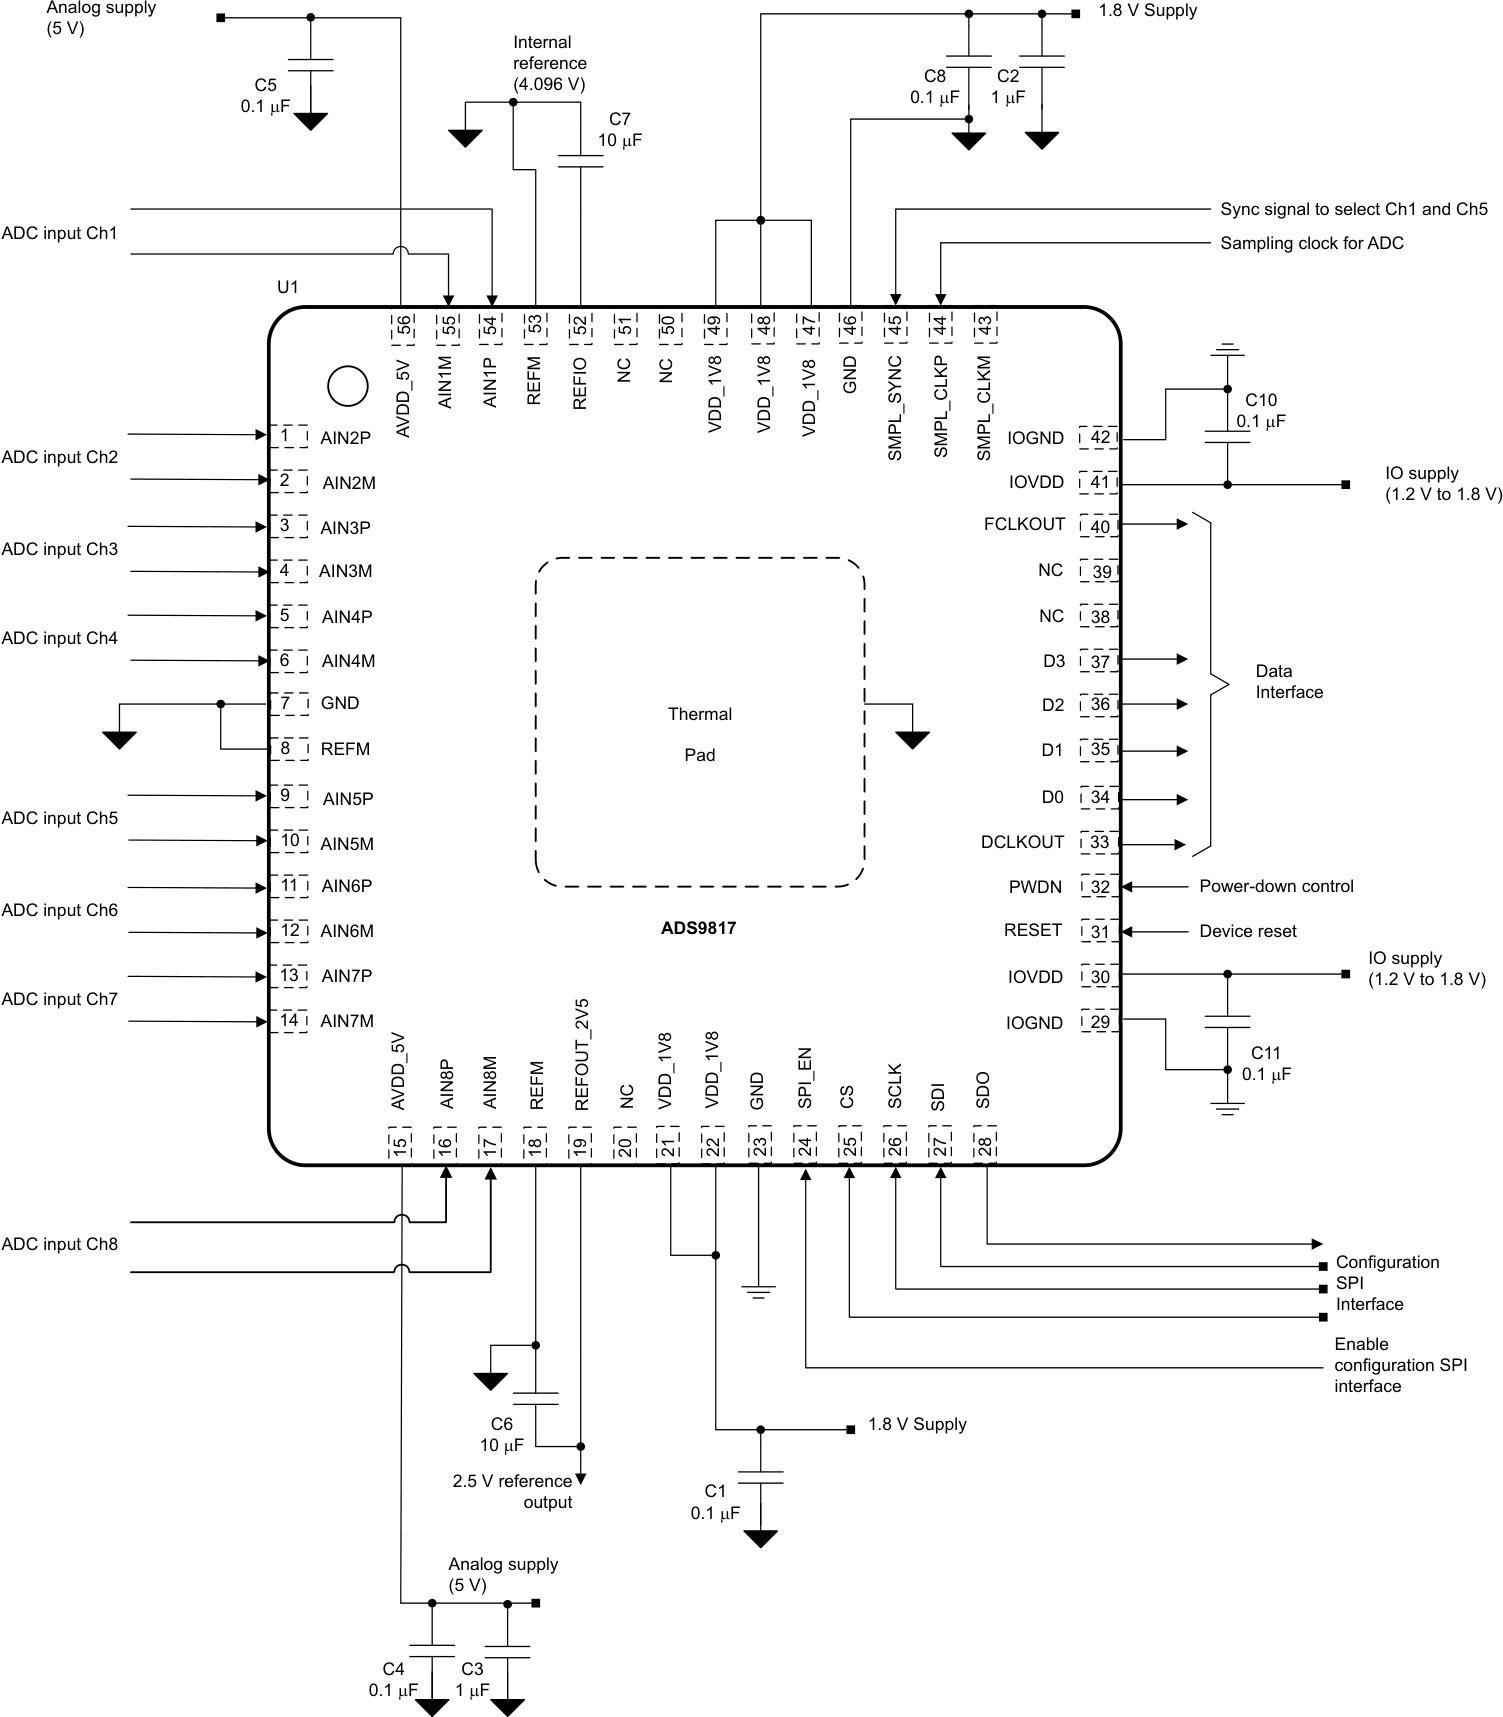 Analog supply
(5 V)
C5
0.1 µF
Internal
reference
(4.096 V)
C7
10 µF
1.8 V Supply
C8
0.1 µF
C2
1 µF
ADC input Ch1
Sync signal to select Ch1 and Ch5
Sampling clock for ADC
U1
56
55
54
53
52
51
50
49
48
47
46
45
44
43
AVDD_5V
AIN1M
AIN1P
REFM
REFIO
NC
NC
VDD_1V8
VDD_1V8
VDD_1V8
GND
SMPL_SYNC
SMPL_CLKP
SMPL_CLKM
ADC input Ch2
1 AIN2P
2 AIN2M
ADC input Ch3
3 AIN3P
4 AIN3M
ADC input Ch4
5 AIN4P
6 AIN4M
7 GND
8 REFM
ADC input Ch5
9 AIN5P
10 AIN5M
ADC input Ch6
11 AIN6P
12 AIN6M
ADC input Ch7
13 AIN7P
14 AIN7M
Thermal
Pad
ADS9817
C10
0.1 µF
IOGND 42
IOVDD 41
IO supply
(1.2 V to 1.8 V)
FCLKOUT 40
NC 39
NC 38
D3 37
D2 36
D1 35
D0 34
DCLKOUT 33
Data
Interface
PWDN 32
Power-down control
RESET 31
Device reset
IOVDD 30
IO supply
(1.2 V to 1.8 V)
IOGND 29
C11
0.1 µF
AVDD_5V
AIN8P
AIN8M
REFM
REFOUT_2V5
NC
VDD_1V8
VDD_1V8
GND
SPI_EN
CS
SCLK
SDI
SDO
15
16
17
18
19
20
21
22
23
24
25
26
27
28
ADC input Ch8
Configuration
SPI
Interface
Enable
configuration SPI
interface
C6
10 µF
2.5 V reference
output
1.8 V Supply
C1
0.1 µF
Analog supply
(5 V)
C4
0.1 µF
C3
1 µF